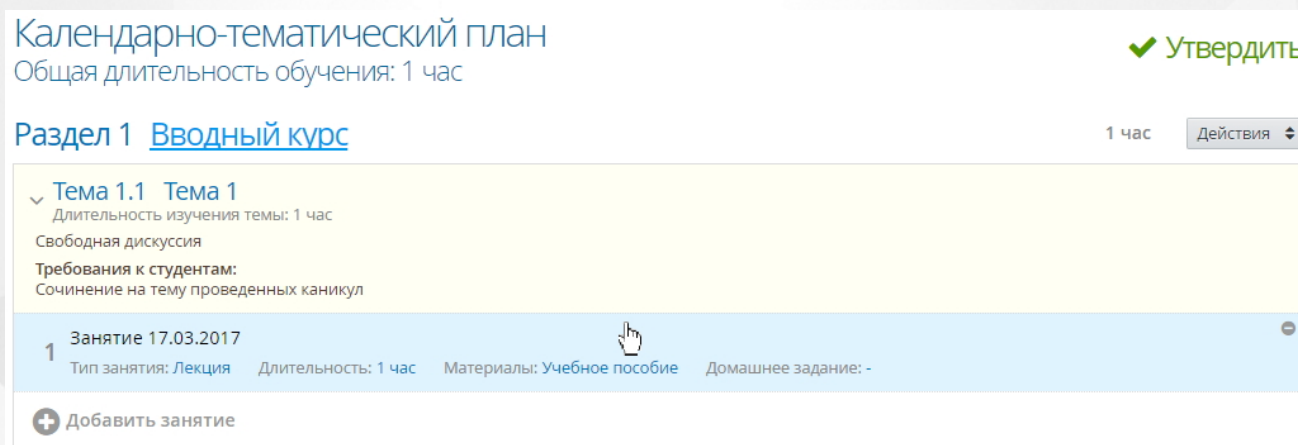 Календарно-тематический план
Утвердить
Общая длительность обучения: 1 час
Раздел 1 Вводный курс 1 час Действия
Тема 1.1 Тема 1
Длительность изучения темы: 1 час
Свободная дискуссия
Требования к студентам:
Сочинение на тему проведенных каникул
1 Занятие 17.03.2017
Тип занятия: Лекция Длительность: 1 час Материалы: Учебное пособие Домашнее задание: -
Добавить занятие